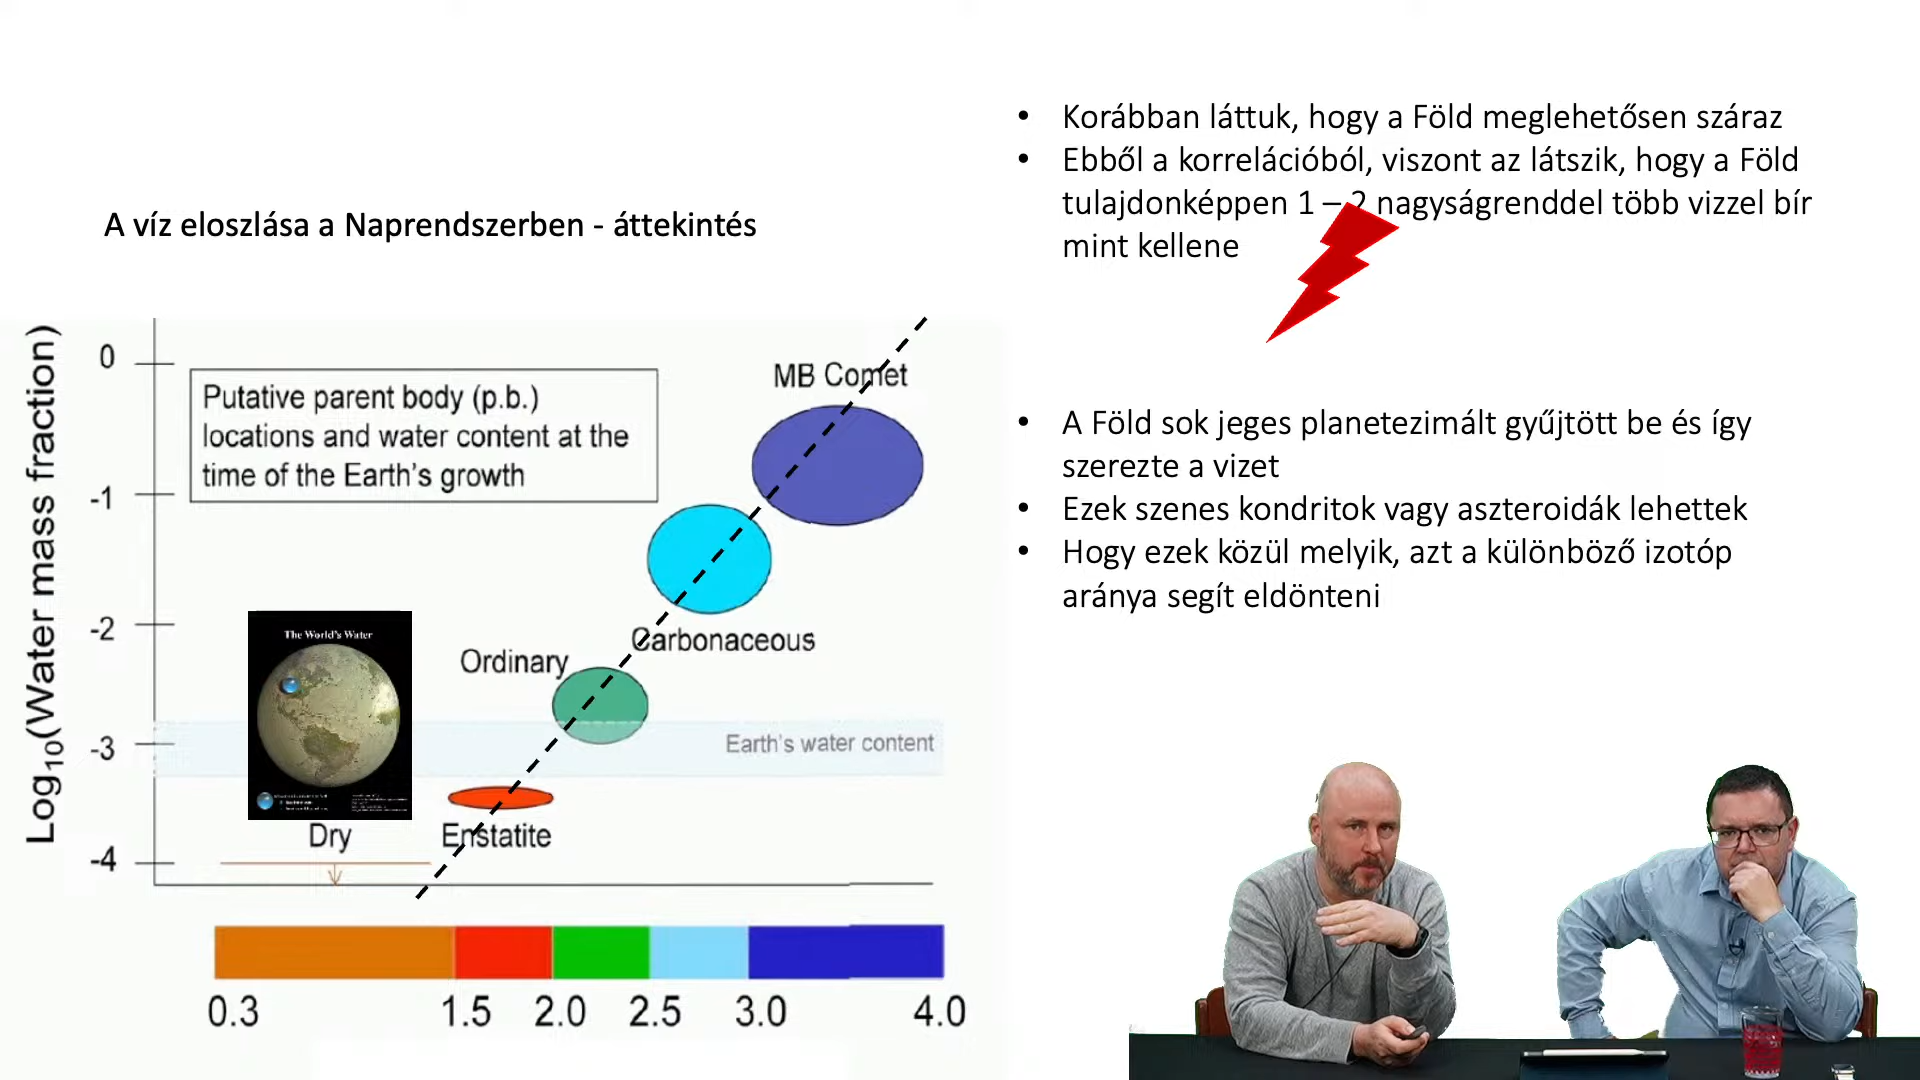 • Korábban láttuk, hogy a Föld meglehetősen száraz
• Ebből a korrelációból, viszont az látszik, hogy a Föld
tulajdonképpen 1 – 2 nagyságrenddel több vizzel bír
mint kellene
A víz eloszlása a Naprendszerben - áttekintés
Log10(Water mass fraction)
0
-1
-2
-3
-4
Putative parent body (p.b.)
locations and water content at the
time of the Earth's growth
MB Comet
Carbonaceous
Ordinary
The World's Water
Earth's water content
Dry
Enstatite
0.3
1.5
2.0
2.5
3.0
4.0
• A Föld sok jeges planetezimált gyűjtött be és így
szerezte a vizet
• Ezek szenes kondritok vagy aszteroidák lehettek
• Hogy ezek közül melyik, azt a különböző izotóp
aránya segít eldönteni